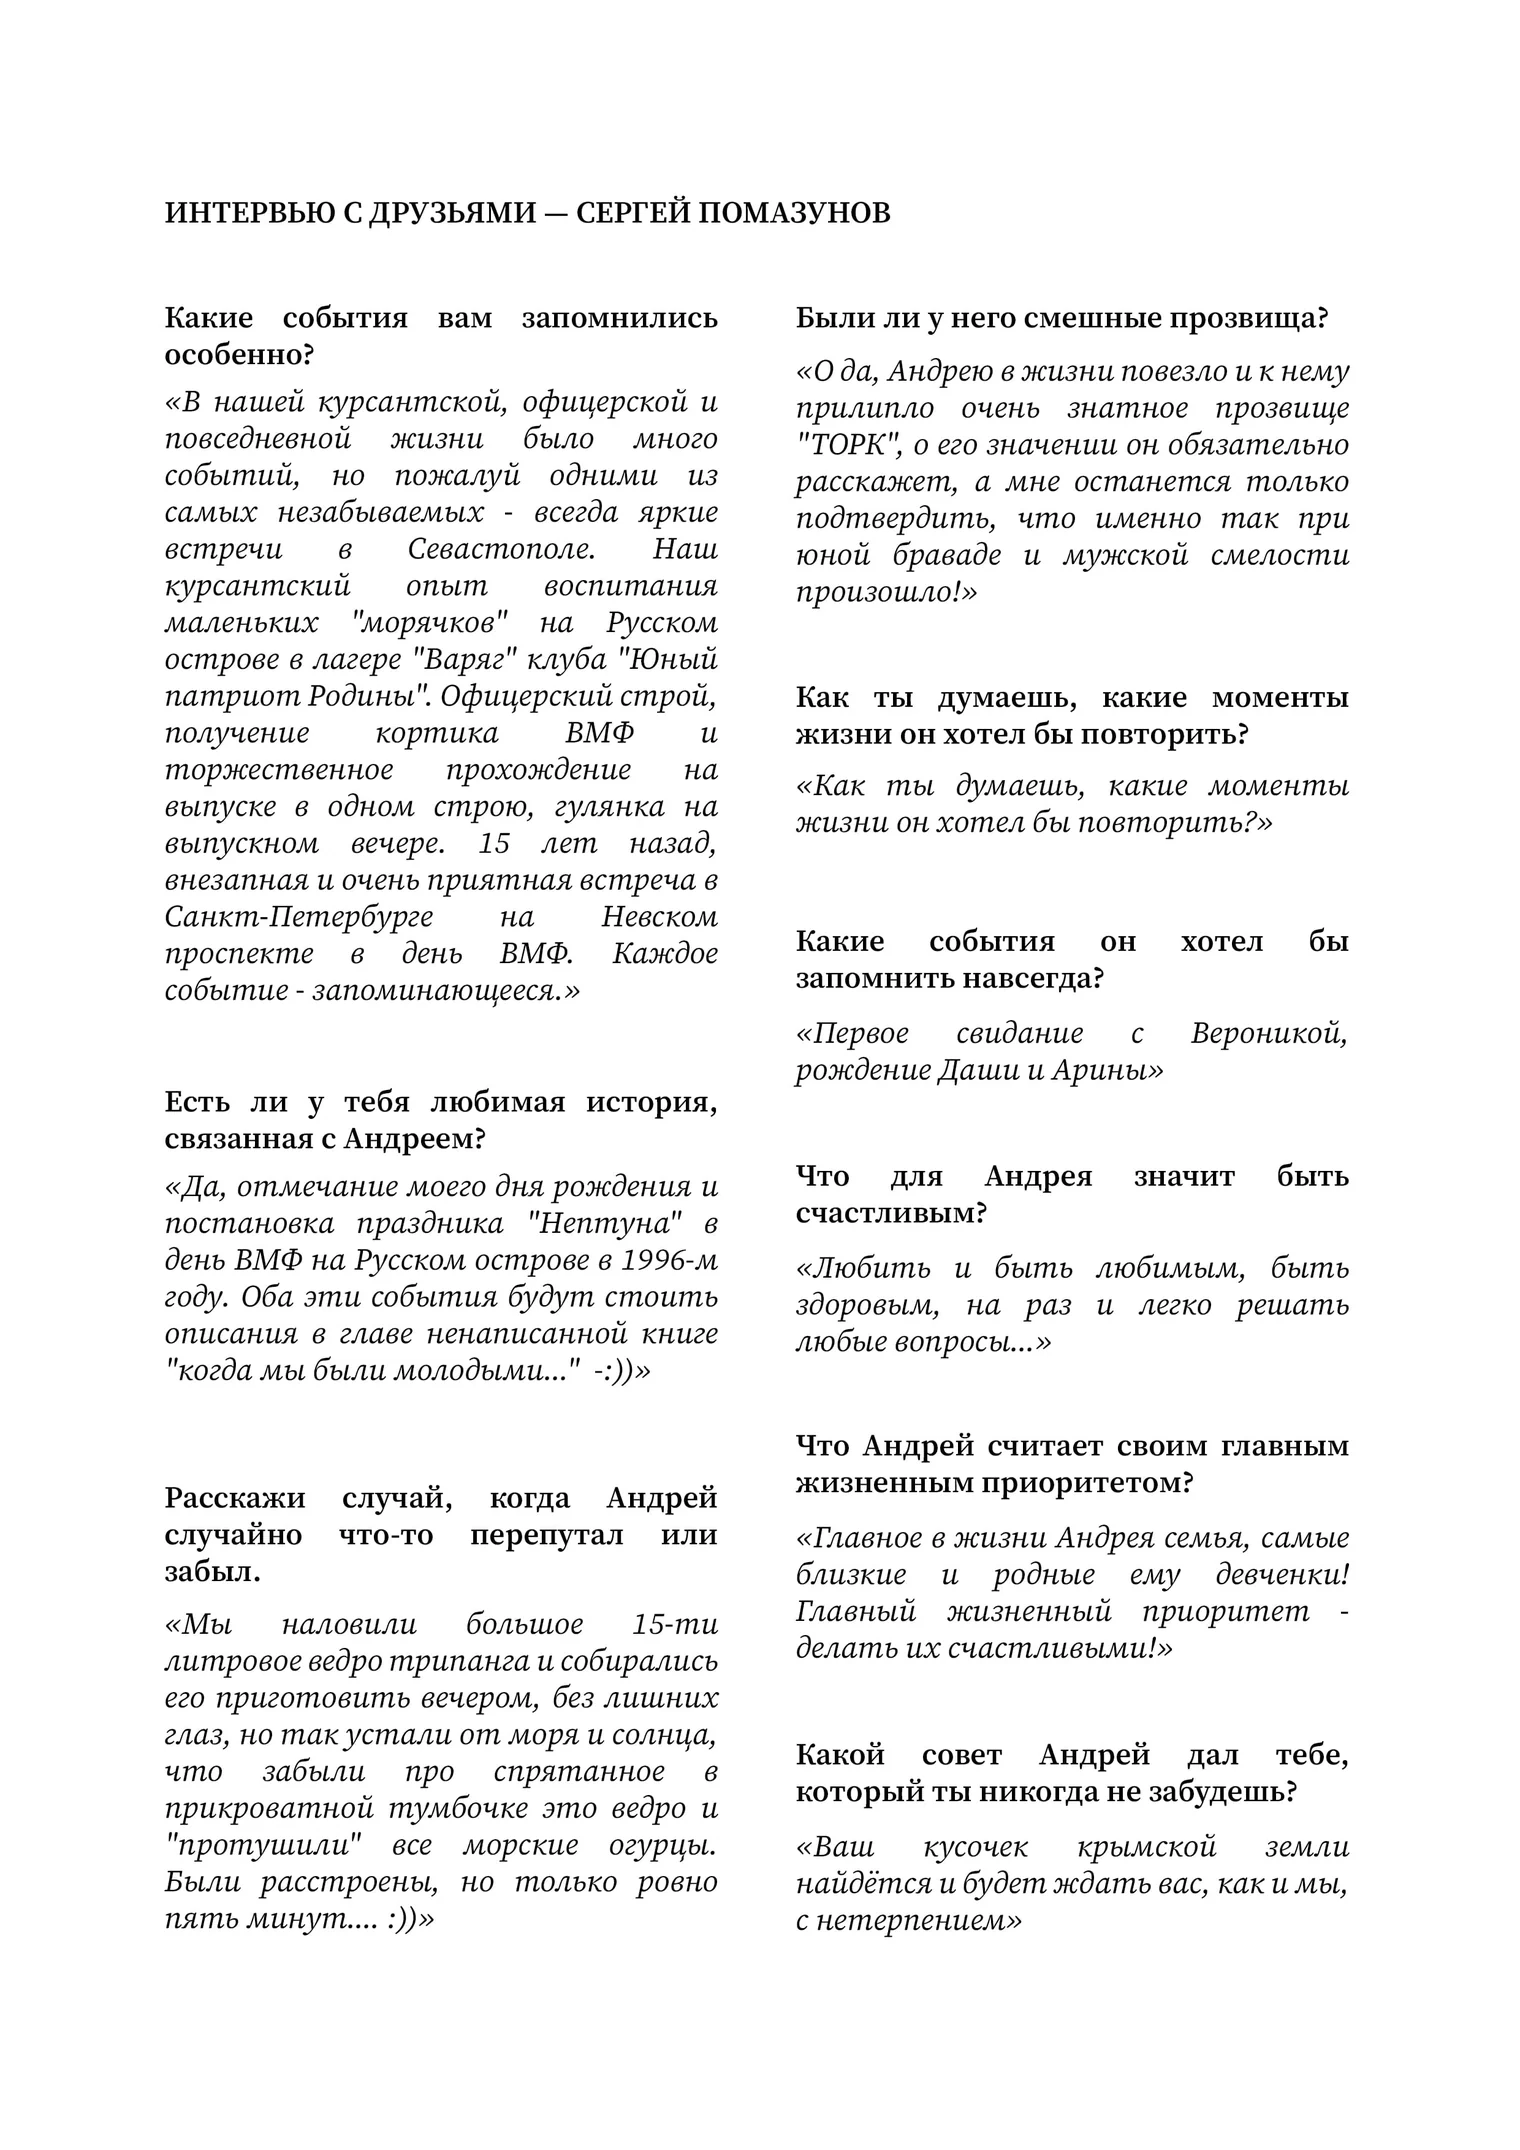 ИНТЕРВЬЮ С ДРУЗЬЯМИ — СЕРГЕЙ ПОМАЗУНОВ
Какие события вам запомнились
особенно?
«В нашей курсантской, офицерской и
повседневной жизни было много
событий, но пожалуй одними из
самых незабываемых - всегда яркие
встречи в Севастополе. Наш
курсантский опыт воспитания
маленьких "морячков" на Русском
острове в лагере "Варяг" клуба "Юный
патриот Родины". Офицерский строй,
получение кортика ВМФ и
торжественное прохождение на
выпуске в одном строю, гулянка на
выпускном вечере. 15 лет назад,
внезапная и очень приятная встреча в
Санкт-Петербурге на Невском
проспекте в день ВМФ. Каждое
событие - запоминающееся.»
Есть ли у тебя любимая история,
связанная с Андреем?
«Да, отмечание моего дня рождения и
постановка праздника "Нептуна" в
день ВМФ на Русском острове в 1996-м
году. Оба эти события будут стоить
описания в главе ненаписанной книге
"когда мы были молодыми..." -:))»
Расскажи случай, когда Андрей
случайно что-то перепутал или
забыл.
«Мы наловили большое 15-ти
литровое ведро трипанга и собирались
его приготовить вечером, без лишних
глаз, но так устали от моря и солнца,
что забыли про спрятанное в
прикроватной тумбочке это ведро и
"протушили" все морские огурцы.
Были расстроены, но только ровно
пять минут.... :))»
Были ли у него смешные прозвища?
«О да, Андрею в жизни повезло и к нему
прилипло очень знатное прозвище
"ТОРК", о его значении он обязательно
расскажет, а мне останется только
подтвердить, что именно так при
юной браваде и мужской смелости
произошло!»
Как ты думаешь, какие моменты
жизни он хотел бы повторить?
«Как ты думаешь, какие моменты
жизни он хотел бы повторить?»
Какие события он хотел бы
запомнить навсегда?
«Первое свидание с Вероникой,
рождение Даши и Арины»
Что для Андрея значит быть
счастливым?
«Любить и быть любимым, быть
здоровым, на раз и легко решать
любые вопросы...»
Что Андрей считает своим главным
жизненным приоритетом?
«Главное в жизни Андрея семья, самые
близкие и родные ему девченки!
Главный жизненный приоритет -
делать их счастливыми!»
Какой совет Андрей дал тебе,
который ты никогда не забудешь?
«Ваш кусочек крымской земли
найдётся и будет ждать вас, как и мы,
с нетерпением»